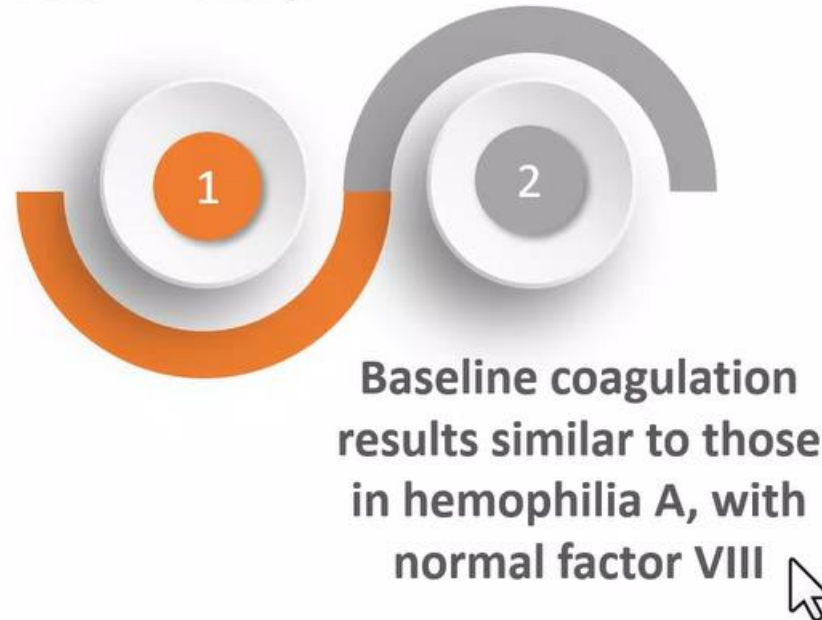 1
2
Baseline coagulation
results similar to those
in hemophilia A, with
normal factor VIII